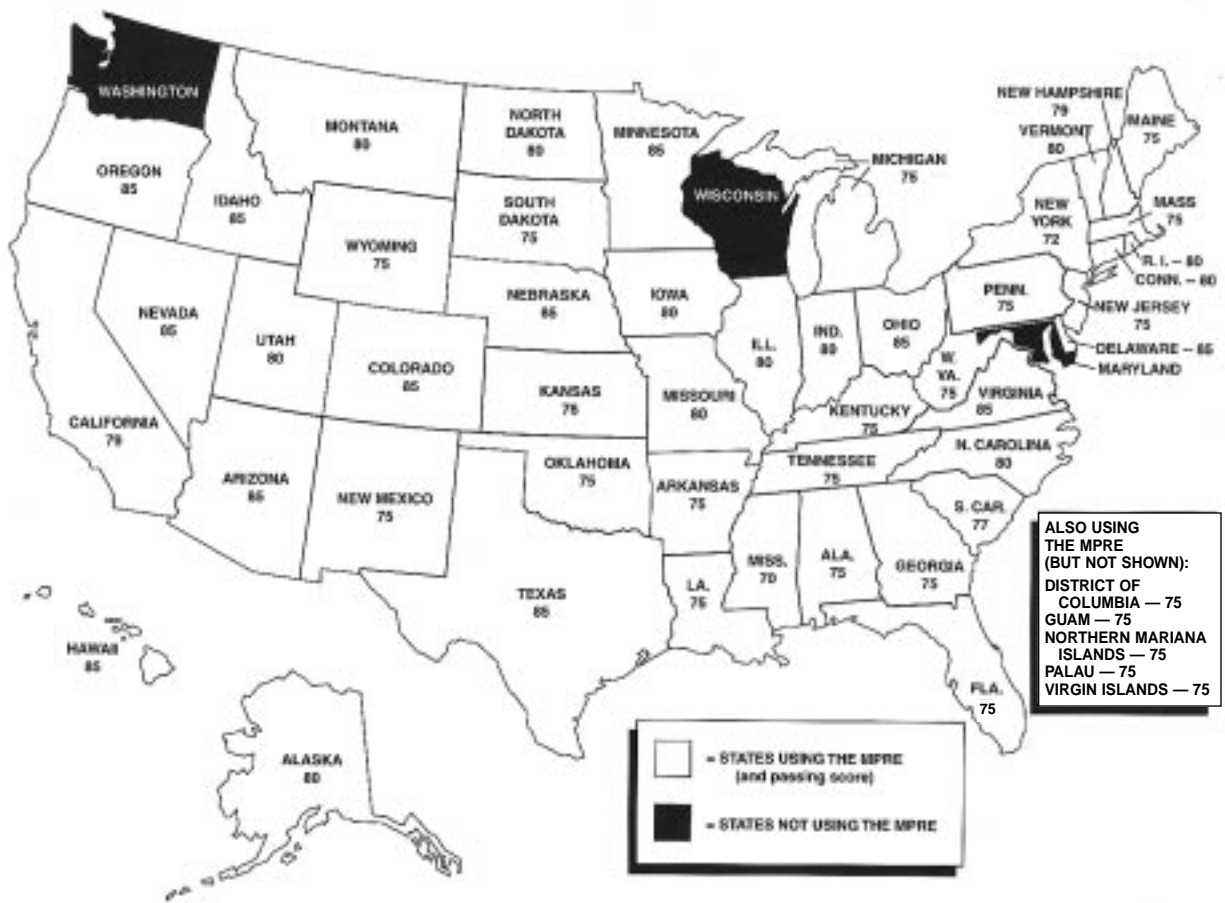 WASHINGTON
MONTANA
80
NORTH
DAKOTA
80
MINNESOTA
85
NEW HAMPSHIRE
79
VERMONT
80
MAINE
75
OREGON
85
IDAHO
85
WYOMING
75
SOUTH
DAKOTA
75
WISCONSIN
MICHIGAN
75
NEW
YORK
72
MASS
75
R. I. – 80
CONN. – 80
NEVADA
85
UTAH
80
COLORADO
85
NEBRASKA
85
IOWA
80
ILL.
80
IND.
80
OHIO
85
PENN.
75
NEW JERSEY
75
DELAWARE – 85
MARYLAND
W.
VA.
75
VIRGINIA
85
CALIFORNIA
79
KANSAS
76
MISSOURI
80
KENTUCKY
75
N. CAROLINA
80
TENNESSEE
75
ARIZONA
85
NEW MEXICO
75
OKLAHOMA
75
ARKANSAS
75
S. CAR.
77
TEXAS
85
LA.
75
MISS.
70
ALA.
75
GEORGIA
75
FLA.
75
HAWAII
85
ALASKA
80
ALSO USING
THE MPRE
(BUT NOT SHOWN):
DISTRICT OF
COLUMBIA — 75
GUAM — 75
NORTHERN MARIANA
ISLANDS — 75
PALAU — 75
VIRGIN ISLANDS — 75
= STATES USING THE MPRE
(and passing score)
= STATES NOT USING THE MPRE